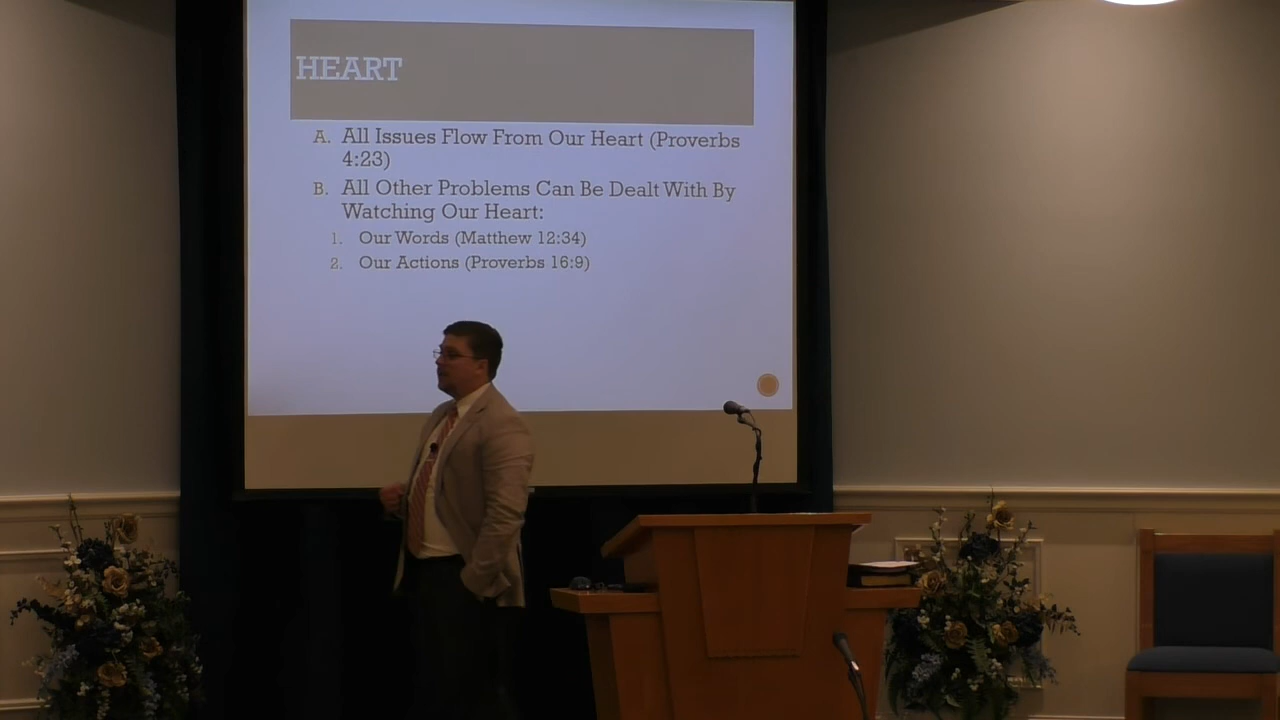 HEART
A. All Issues Flow From Our Heart (Proverbs
4:23)
B. All Other Problems Can Be Dealt With By
Watching Our Heart:
1. Our Words (Matthew 12:34)
2. Our Actions (Proverbs 16:9)